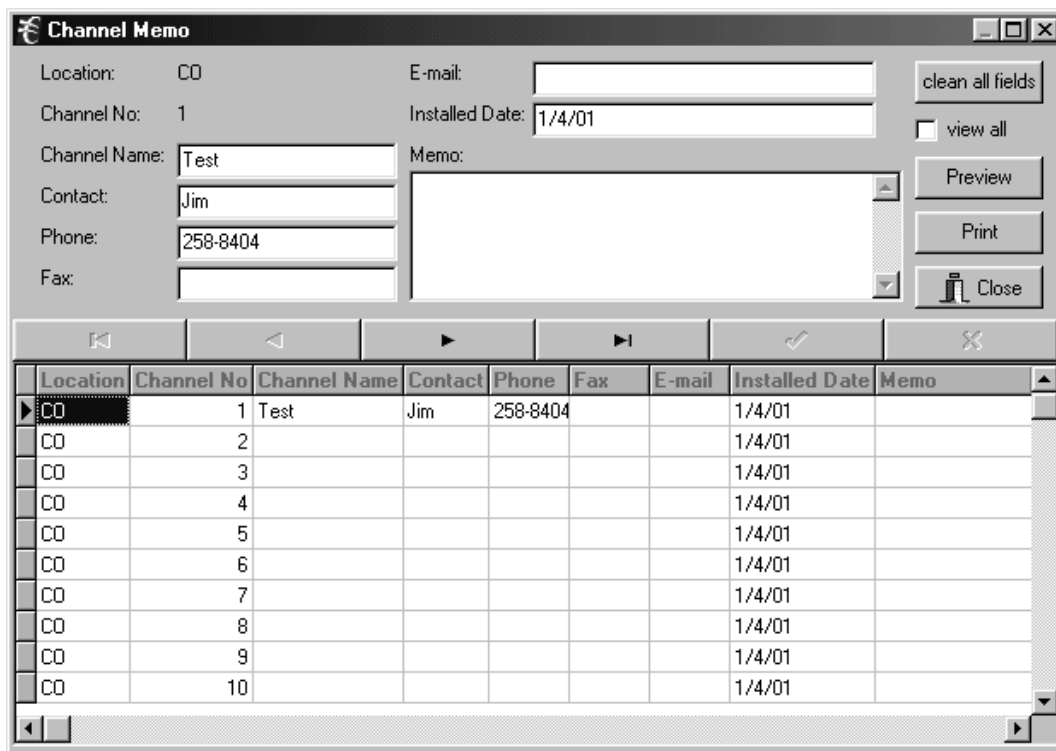 Channel Memo
Location: CO E-mail: clean all fields
Channel No: 1 Installed Date: 1/4/01 view all
Channel Name: Test Memo: Preview
Contact: Jim
Phone: 258-8404 Print
Fax: Close
Location Channel No Channel Name Contact Phone Fax E-mail Installed Date Memo
CO 1 Test Jim 258-8404 1/4/01
CO 2 1/4/01
CO 3 1/4/01
CO 4 1/4/01
CO 5 1/4/01
CO 6 1/4/01
CO 7 1/4/01
CO 8 1/4/01
CO 9 1/4/01
CO 10 1/4/01